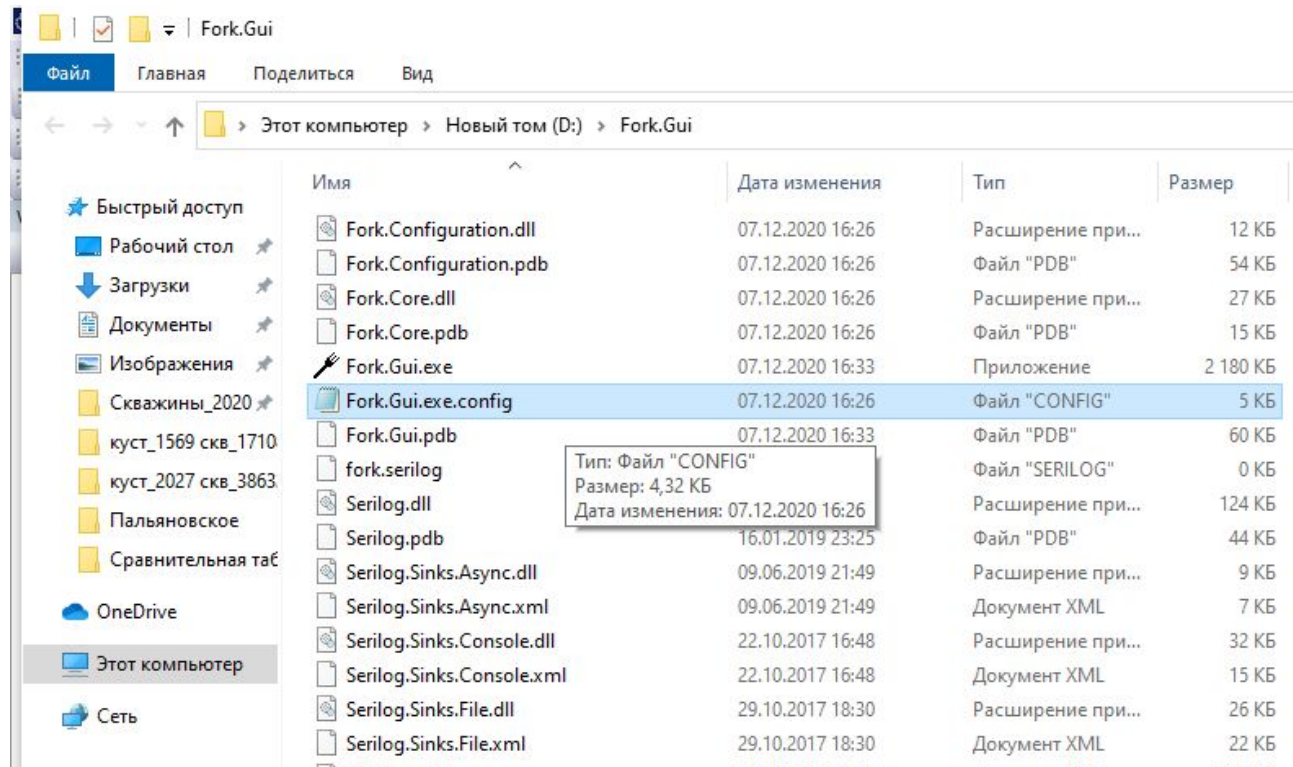 Fork.Gui
Файл Главная Поделиться Вид
Этот компьютер > Новый том (D:) > Fork.Gui
Быстрый доступ
Рабочий стол
Загрузки
Документы
Изображения
Скважины_2020
куст_1569 скв_1710
куст_2027 скв_3863
Пальяновское
Сравнительная таб
OneDrive
Этот компьютер
Сеть
Имя Дата изменения Тип Размер
Fork.Configuration.dll 07.12.2020 16:26 Расширение при... 12 КБ
Fork.Configuration.pdb 07.12.2020 16:26 Файл "PDB" 54 КБ
Fork.Core.dll 07.12.2020 16:26 Расширение при... 27 КБ
Fork.Core.pdb 07.12.2020 16:26 Файл "PDB" 15 КБ
Fork.Gui.exe 07.12.2020 16:33 Приложение 2 180 КБ
Fork.Gui.exe.config 07.12.2020 16:26 Файл "CONFIG" 5 КБ
Fork.Gui.pdb 07.12.2020 16:33 Файл "PDB" 60 КБ
fork.serilog Файл "SERILOG" 0 КБ
Serilog.dll Расширение при... 124 КБ
Serilog.pdb 16.01.2019 23:25 Файл "PDB" 44 КБ
Serilog.Sinks.Async.dll 09.06.2019 21:49 Расширение при... 9 КБ
Serilog.Sinks.Async.xml 09.06.2019 21:49 Документ XML 7 КБ
Serilog.Sinks.Console.dll 22.10.2017 16:48 Расширение при... 32 КБ
Serilog.Sinks.Console.xml 22.10.2017 16:48 Документ XML 15 КБ
Serilog.Sinks.File.dll 29.10.2017 18:30 Расширение при... 26 КБ
Serilog.Sinks.File.xml 29.10.2017 18:30 Документ XML 22 КБ
Тип: Файл "CONFIG"
Размер: 4,32 КБ
Дата изменения: 07.12.2020 16:26